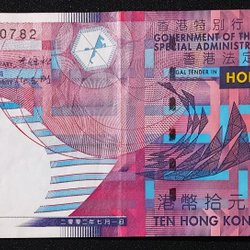 0782
香港特別行
GOVERNMENT OF TH
SPECIAL ADMINISTR
香港法定
GAL TENDER IN
HO
二零零二年七月一日
港幣拾元
TEN HONG KON